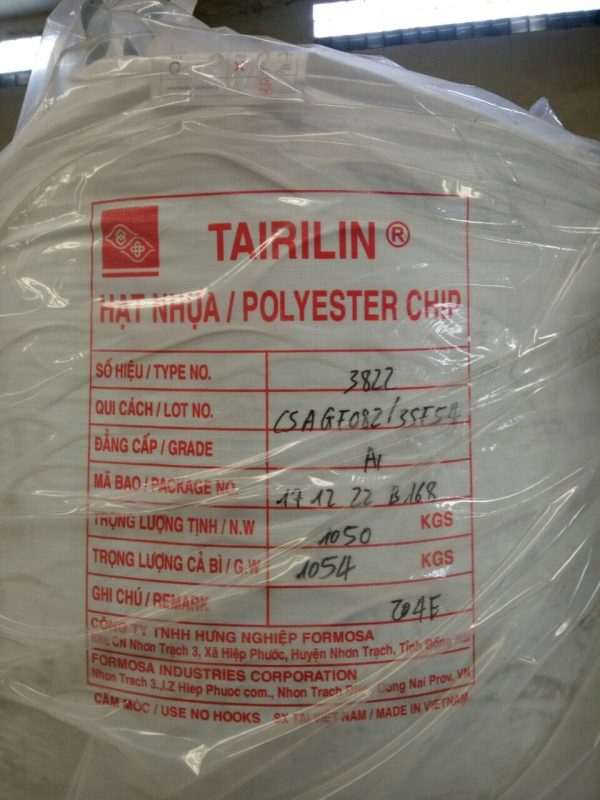 TAIRILIN ®
HẠT NHỰA / POLYESTER CHIP
SỐ HIỆU / TYPE NO. 3822
QUI CÁCH / LOT NO. CSAGF082/3SF54
ĐẲNG CẤP / GRADE A1
MÃ BAO / PACKAGE NO. 17 12 22 B168
TRỌNG LƯỢNG TỊNH / N.W 1050 KGS
TRỌNG LƯỢNG CẢ BÌ / G.W 1054 KGS
GHI CHÚ / REMARK 204E
CÔNG TY TNHH HƯNG NGHIỆP FORMOSA
Khu CN Nhơn Trạch 3, Xã Hiệp Phước, Huyện Nhơn Trạch, Tỉnh Đồng Nai
FORMOSA INDUSTRIES CORPORATION
Nhon Trach 3.,I.Z Hiep Phuoc com., Nhon Trach Dong Nai Prov. VN
CẤM MÓC / USE NO HOOKS SX TẠI VIỆT NAM / MADE IN VIETNAM